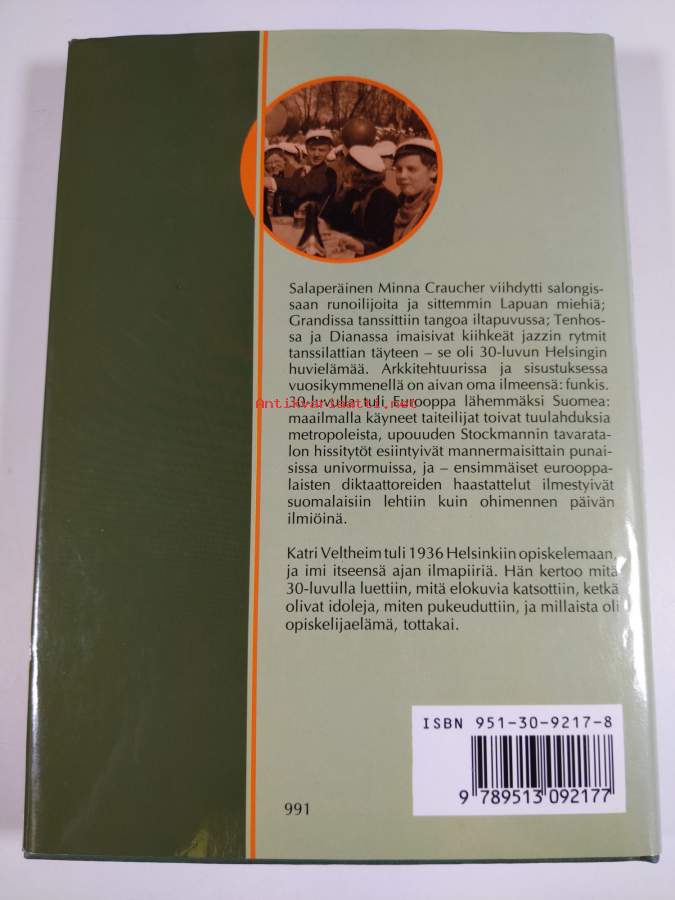 Salaperäinen Minna Craucher viihdytti salongis-
saan runoilijoita ja sittemmin Lapuan miehiä;
Grandissa tanssittiin tangoa iltapuvussa; Tenhos-
sa ja Dianassa imaisivat kiihkeät jazzin rytmit
tanssilattian täyteen – se oli 30-luvun Helsingin
huvielämää. Arkkitehtuurissa ja sisustuksessa
vuosikymmenellä on aivan oma ilmeensä: funkis.
Antikvariaatti.net
30-luvulla tuli Eurooppa lähemmäksi Suomea:
maailmalla käyneet taiteilijat toivat tuulahduksia
metropoleista, upouuden Stockmannin tavarata-
lon hissitytöt esiintyivät mannermaisittain punai-
sissa univormuissa, ja – ensimmäiset eurooppa-
laisten diktaattoreiden haastattelut ilmestyivät
suomalaisiin lehtiin kuin ohimennen päivän
ilmiöinä.
Katri Veltheim tuli 1936 Helsinkiin opiskelemaan,
ja imi itseensä ajan ilmapiiriä. Hän kertoo mitä
30-luvulla luettiin, mitä elokuvia katsottiin, ketkä
olivat idoleja, miten pukeuduttiin, ja millaista oli
opiskelijaelämä, tottakai.
ISBN 951-30-9217-8
9 789513 092177
991